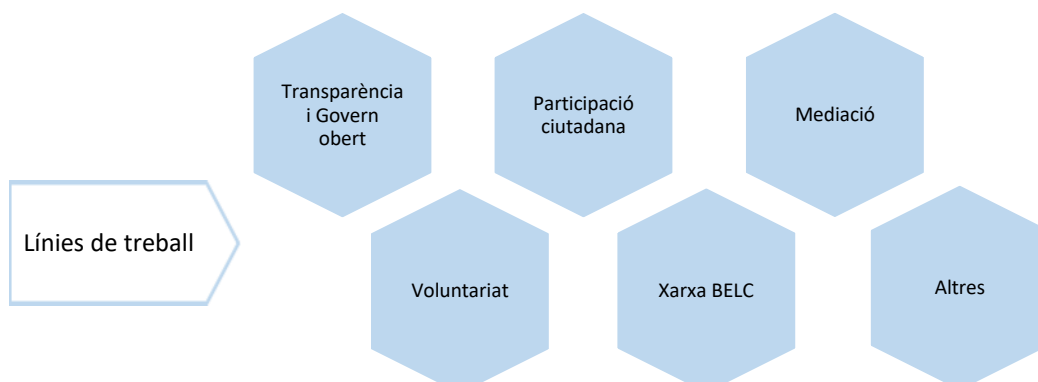 Transparència
i Govern
obert
Participació
ciutadana
Mediació
Línies de treball
Voluntariat
Xarxa BELC
Altres